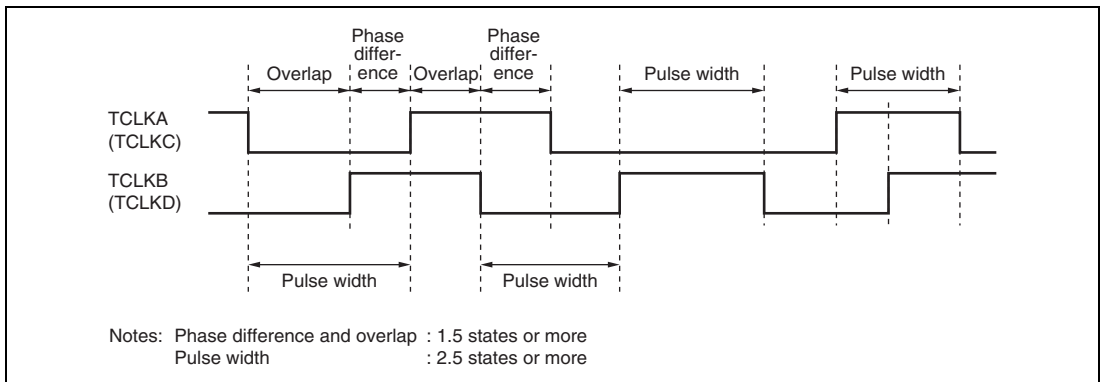 Phase
differ-
ence
Phase
differ-
ence
Overlap
Overlap
Pulse width
Pulse width
TCLKA
(TCLKC)
TCLKB
(TCLKD)
Pulse width
Pulse width
Notes: Phase difference and overlap : 1.5 states or more
Pulse width : 2.5 states or more